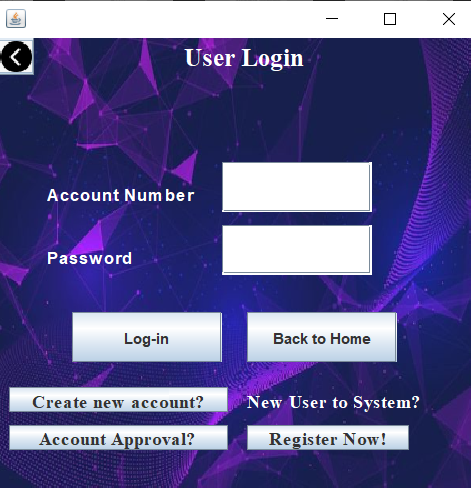 User Login
Account Number
Password
Log-in
Back to Home
Create new account?
New User to System?
Account Approval?
Register Now!